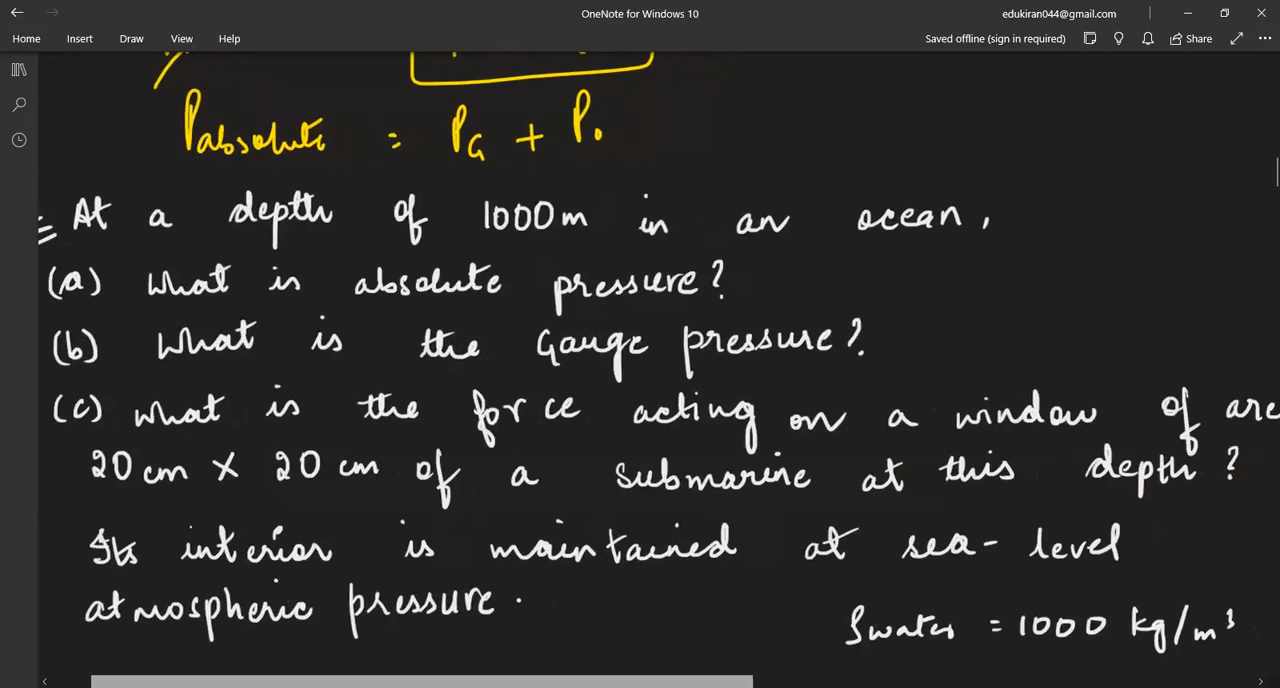 OneNote for Windows 10
edukiran044@gmail.com
Home Insert Draw View Help
Saved offline (sign in required) Share
Pabsolute = PG + P0
At a depth of 1000m in an ocean,
(a) What is absolute pressure?
(b) What is the Gauge pressure?
(c) What is the force acting on a window of are
20 cm × 20 cm of a submarine at this depth?
Its interior is maintained at sea-level
atmospheric pressure.
ρwater = 1000 kg/m³